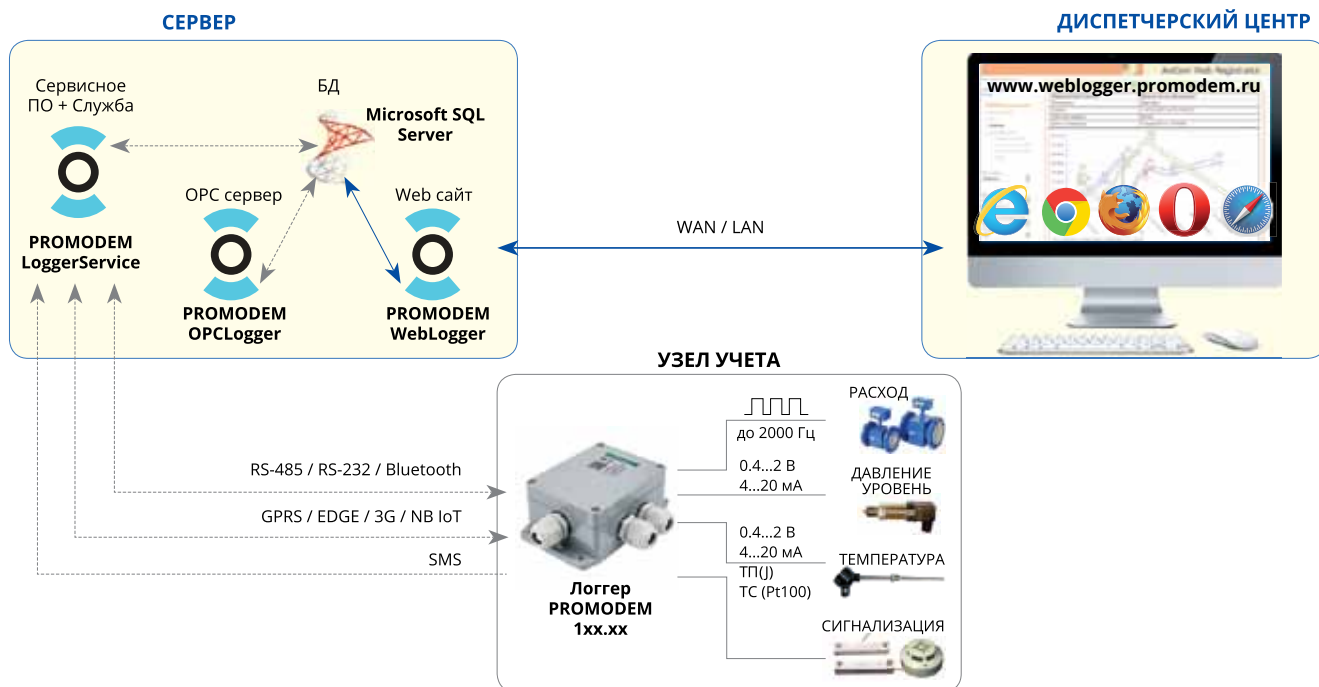 СЕРВЕР
ДИСПЕТЧЕРСКИЙ ЦЕНТР
Сервисное
ПО + Служба
БД
Microsoft SQL
Server
OPC сервер
Web сайт
PROMODEM
LoggerService
PROMODEM
OPCLogger
PROMODEM
WebLogger
WAN / LAN
www.weblogger.promodem.ru
УЗЕЛ УЧЕТА
RS-485 / RS-232 / Bluetooth
GPRS / EDGE / 3G / NB IoT
SMS
Логгер
PROMODEM
1xx.xx
до 2000 Гц
0.4...2 В
4...20 мА
0.4...2 В
4...20 мА
ТП(J)
ТС (Pt100)
РАСХОД
ДАВЛЕНИЕ
УРОВЕНЬ
ТЕМПЕРАТУРА
СИГНАЛИЗАЦИЯ